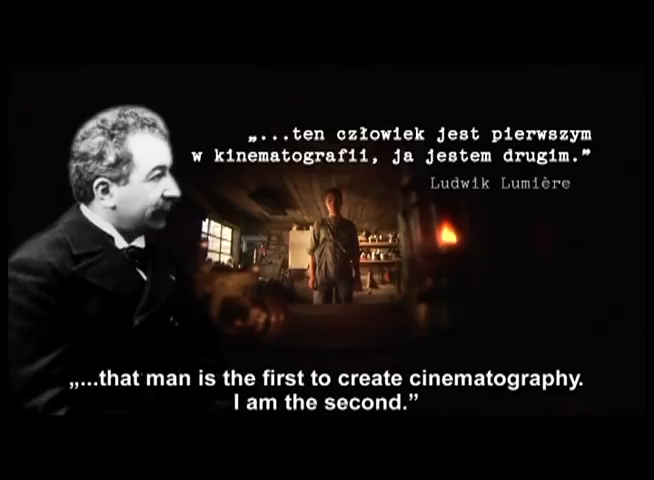 „...ten człowiek jest pierwszym
w kinematografii, ja jestem drugim.”
Ludwik Lumière
„...that man is the first to create cinematography.
I am the second.”